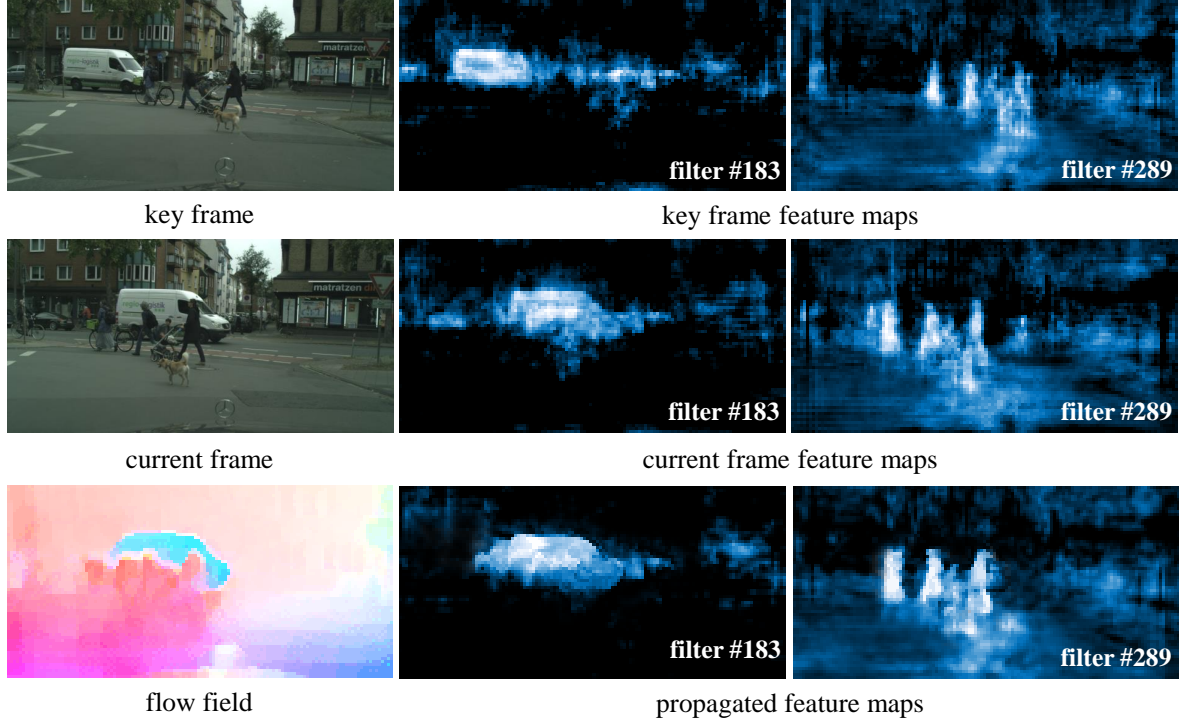 matratzen
filter #183
filter #289
key frame
key frame feature maps
matratzen
filter #183
filter #289
current frame
current frame feature maps
filter #183
filter #289
flow field
propagated feature maps